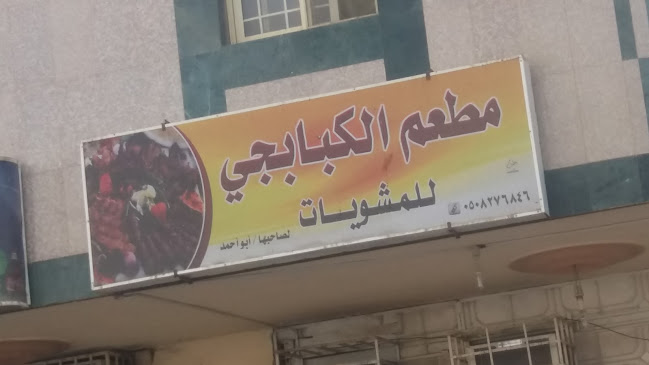 مطعم الكبابجي
للمشويات
لصاحبها / أبو أحمد
٠٥٠٨٢٧٦٨٤٦